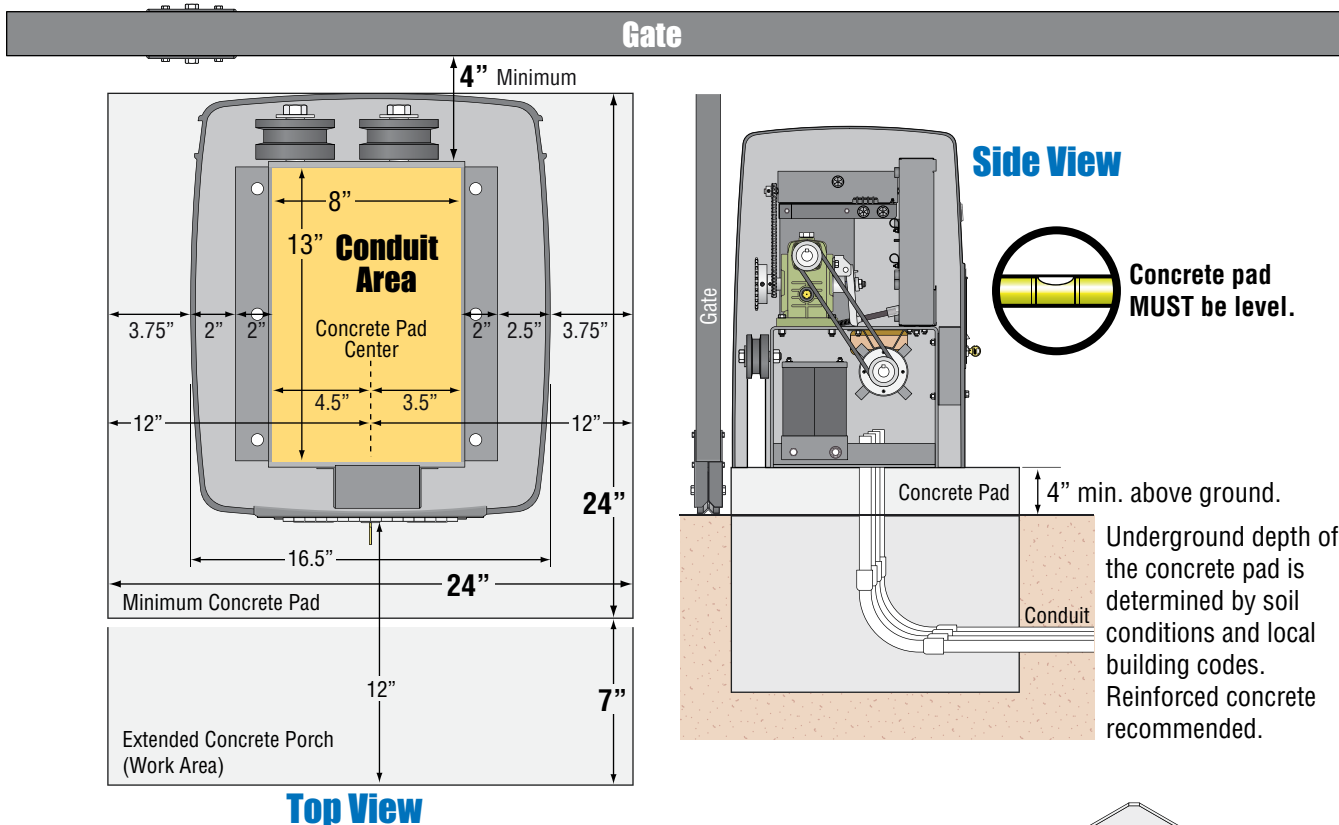 Gate
4” Minimum
8”
13”
Conduit
Area
Concrete Pad
Center
3.75”
2”
2”
2”
2.5”
3.75”
4.5”
3.5”
12”
12”
24”
16.5”
24”
Minimum Concrete Pad
12”
7”
Extended Concrete Porch
(Work Area)
Top View
Side View
Gate
Concrete pad
MUST be level.
Concrete Pad
4” min. above ground.
Conduit
Underground depth of
the concrete pad is
determined by soil
conditions and local
building codes.
Reinforced concrete
recommended.